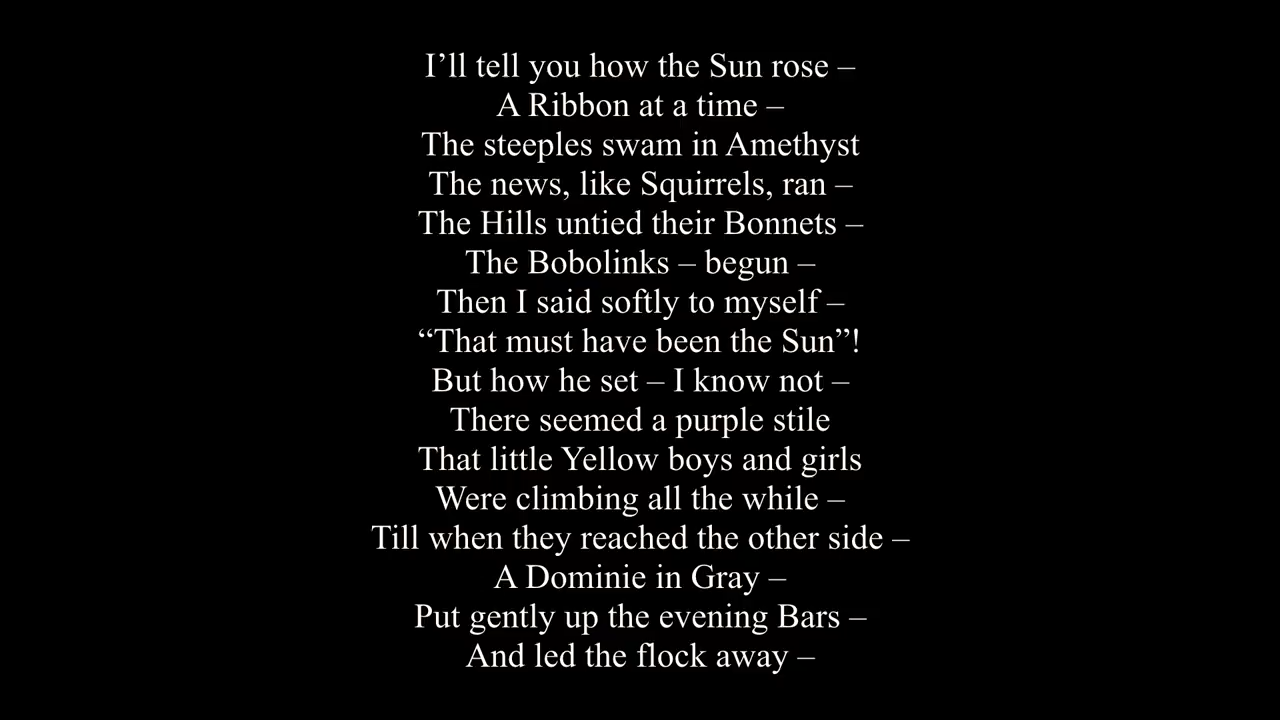 I’ll tell you how the Sun rose –
A Ribbon at a time –
The steeples swam in Amethyst
The news, like Squirrels, ran –
The Hills untied their Bonnets –
The Bobolinks – begun –
Then I said softly to myself –
“That must have been the Sun”!
But how he set – I know not –
There seemed a purple stile
That little Yellow boys and girls
Were climbing all the while –
Till when they reached the other side –
A Dominie in Gray –
Put gently up the evening Bars –
And led the flock away –